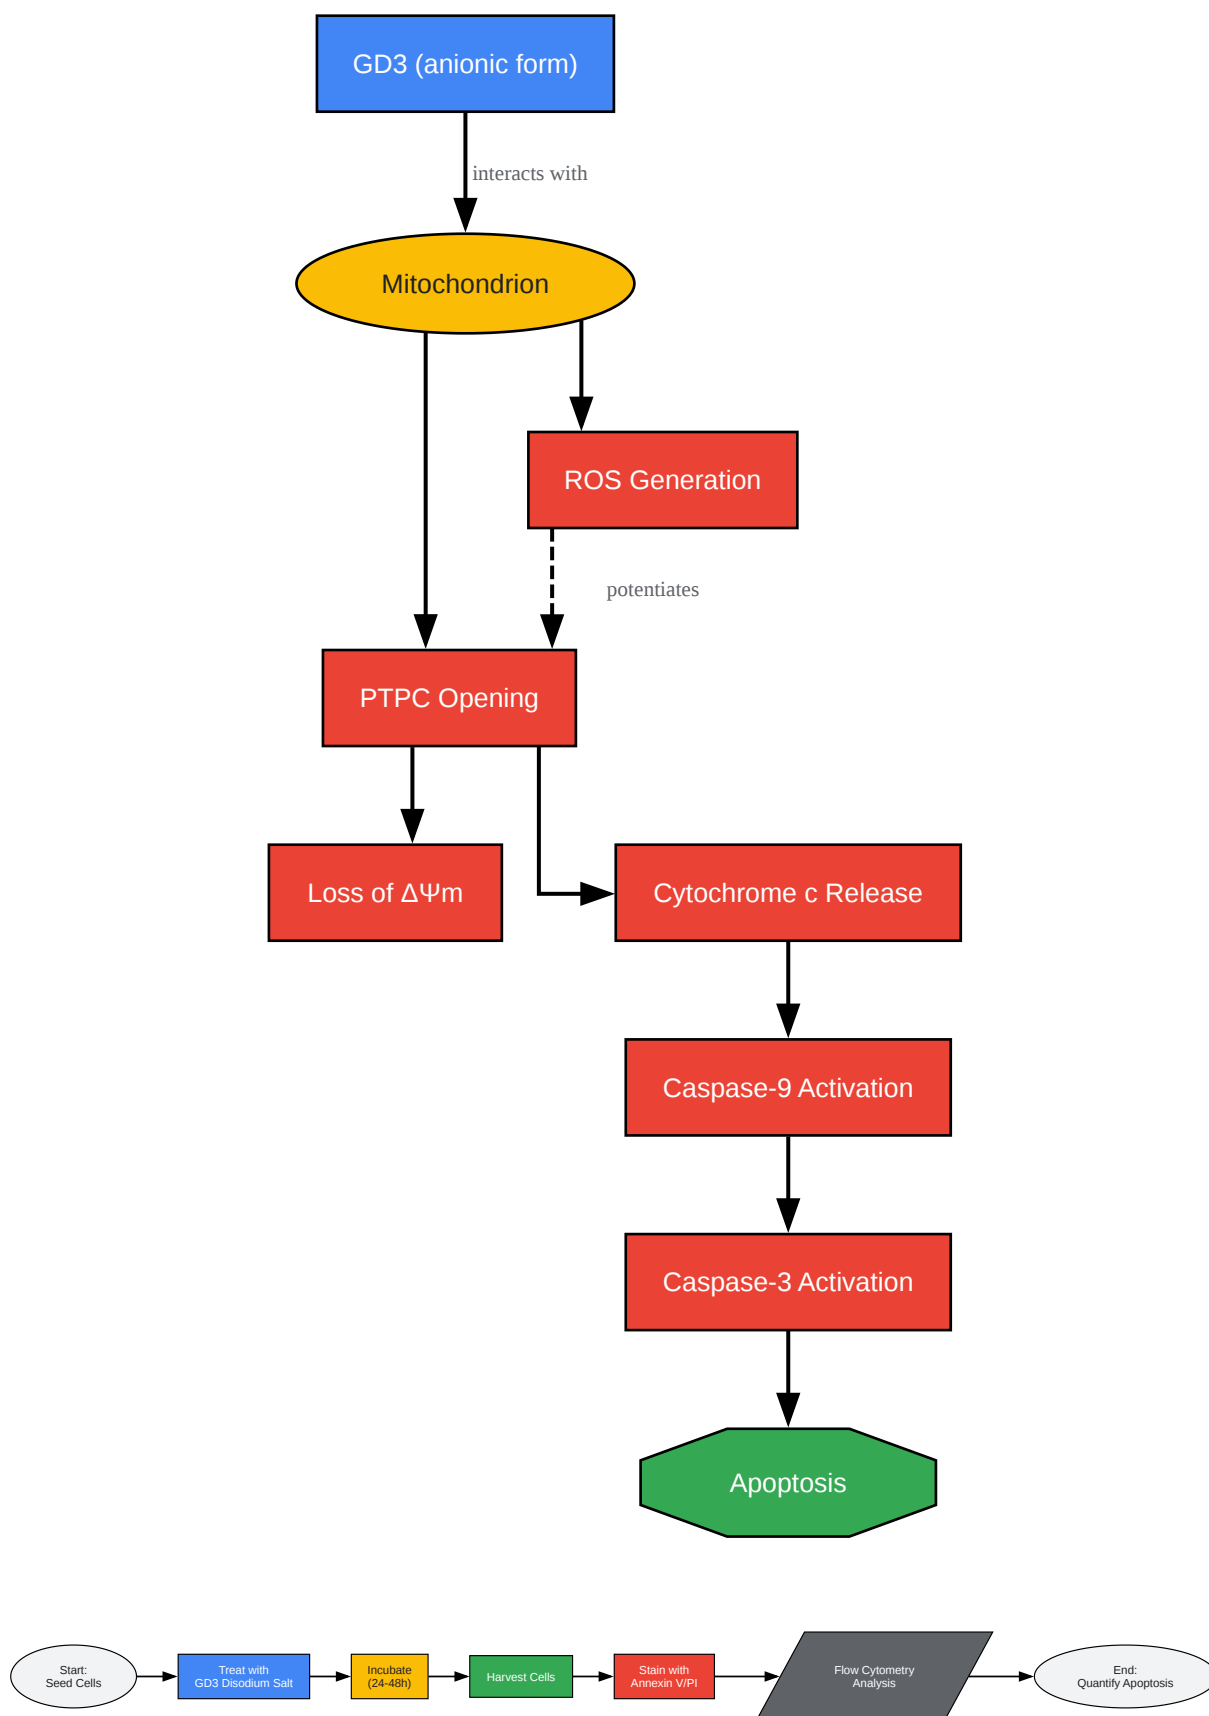 GD3 (anionic form)
interacts with
Mitochondrion
ROS Generation
potentiates
PTPC Opening
Loss of ΔΨm
Cytochrome c Release
Caspase-9 Activation
Caspase-3 Activation
Apoptosis
Start:
Seed Cells
Treat with
GD3 Disodium Salt
Incubate
(24-48h)
Harvest Cells
Stain with
Annexin V/PI
Flow Cytometry
Analysis
End:
Quantify Apoptosis